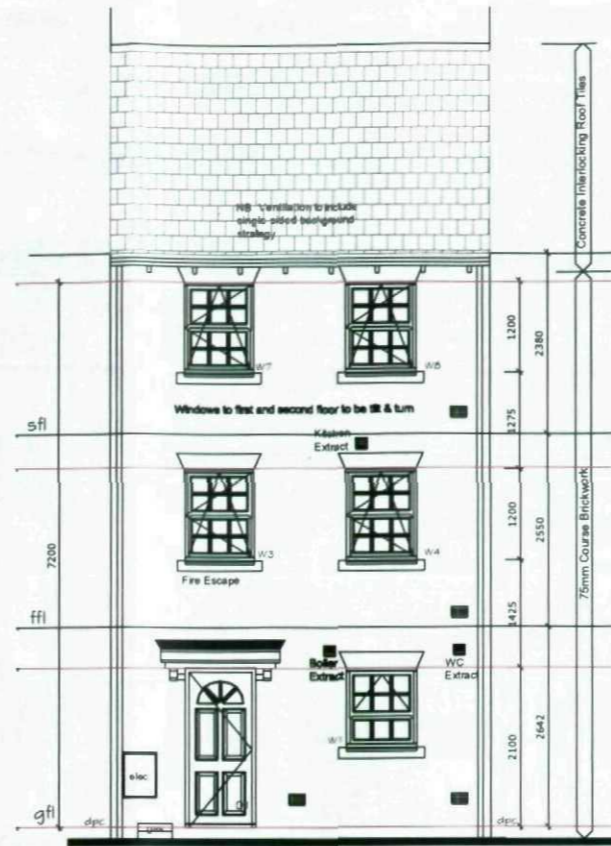 Concrete Interlocking Roof Tiles
NB Ventilation to include
single sided background
strategy
1200
2380
W7
Windows to first and second floor to be tilt & turn
1275
sfl
Kitchen
Extract
1200
2550
75mm Course Brickwork
7200
W3
W4
Fire Escape
1425
ffl
Boiler
Extract
WC
Extract
W1
2100
2642
elec
gfl
dpc
dpc